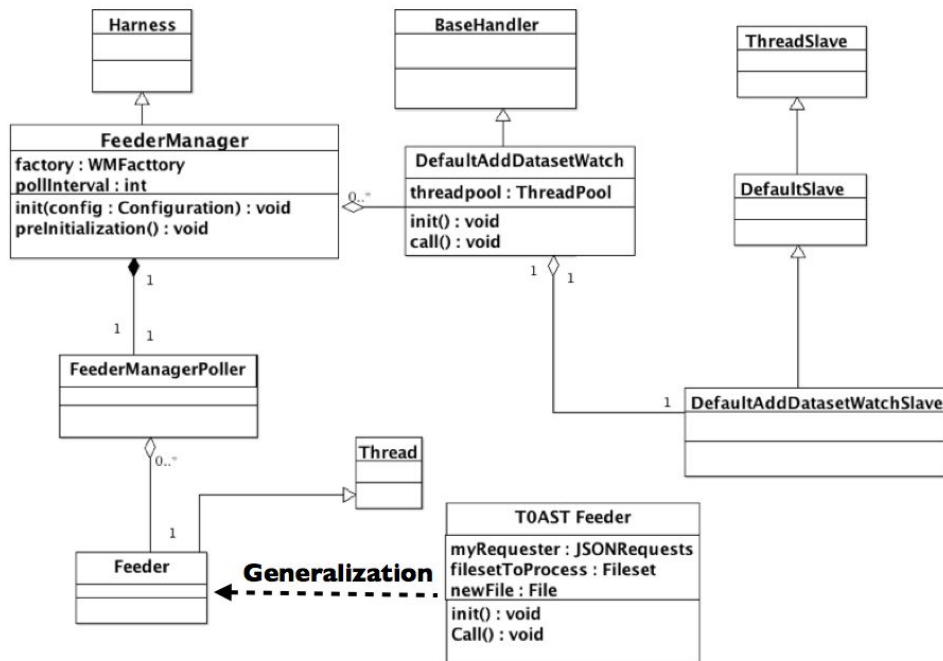 Harness
BaseHandler
ThreadSlave
FeederManager
factory : WMFacttory
pollInterval : int
init(config : Configuration) : void
preInitialization() : void
0..*
DefaultAddDatasetWatch
threadpool : ThreadPool
init() : void
call() : void
DefaultSlave
1
1
1
1
1
FeederManagerPoller
1
DefaultAddDatasetWatchSlave
0..*
Thread
1
Feeder
Generalization
T0AST Feeder
myRequester : JSONRequests
filesetToProcess : Fileset
newFile : File
init() : void
Call() : void